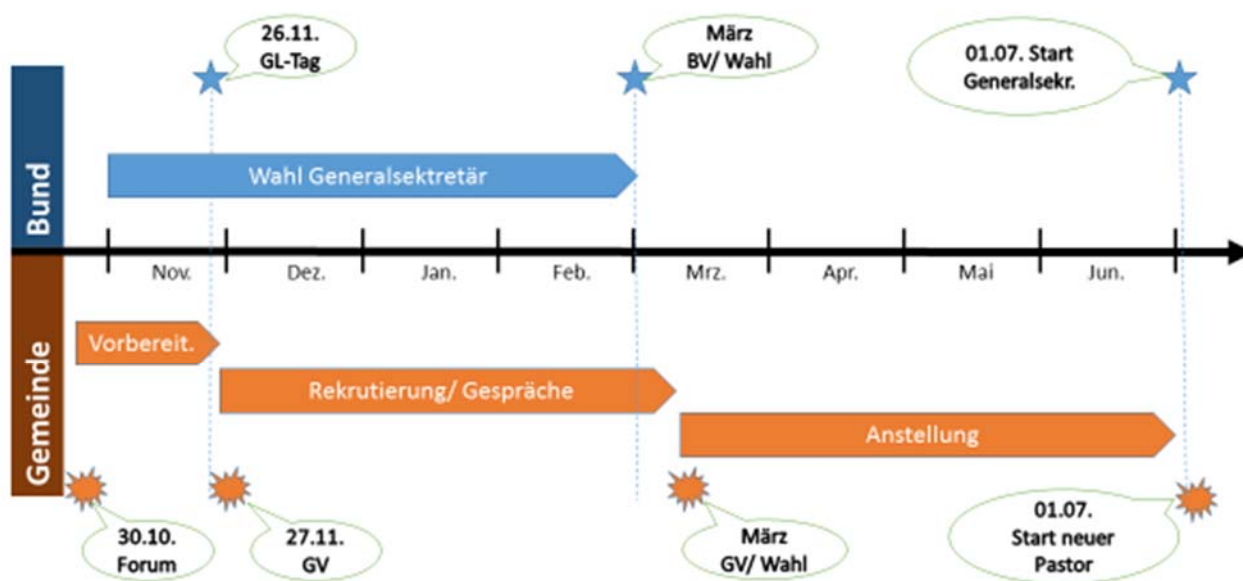 26.11.
GL-Tag
März
BV/ Wahl
01.07. Start
Generalsekr.
Bund
Wahl Generalsektretär
Nov.
Dez.
Jan.
Feb.
Mrz.
Apr.
Mai
Jun.
Gemeinde
Vorbereit.
Rekrutierung/ Gespräche
Anstellung
30.10.
Forum
27.11.
GV
März
GV/ Wahl
01.07.
Start neuer
Pastor